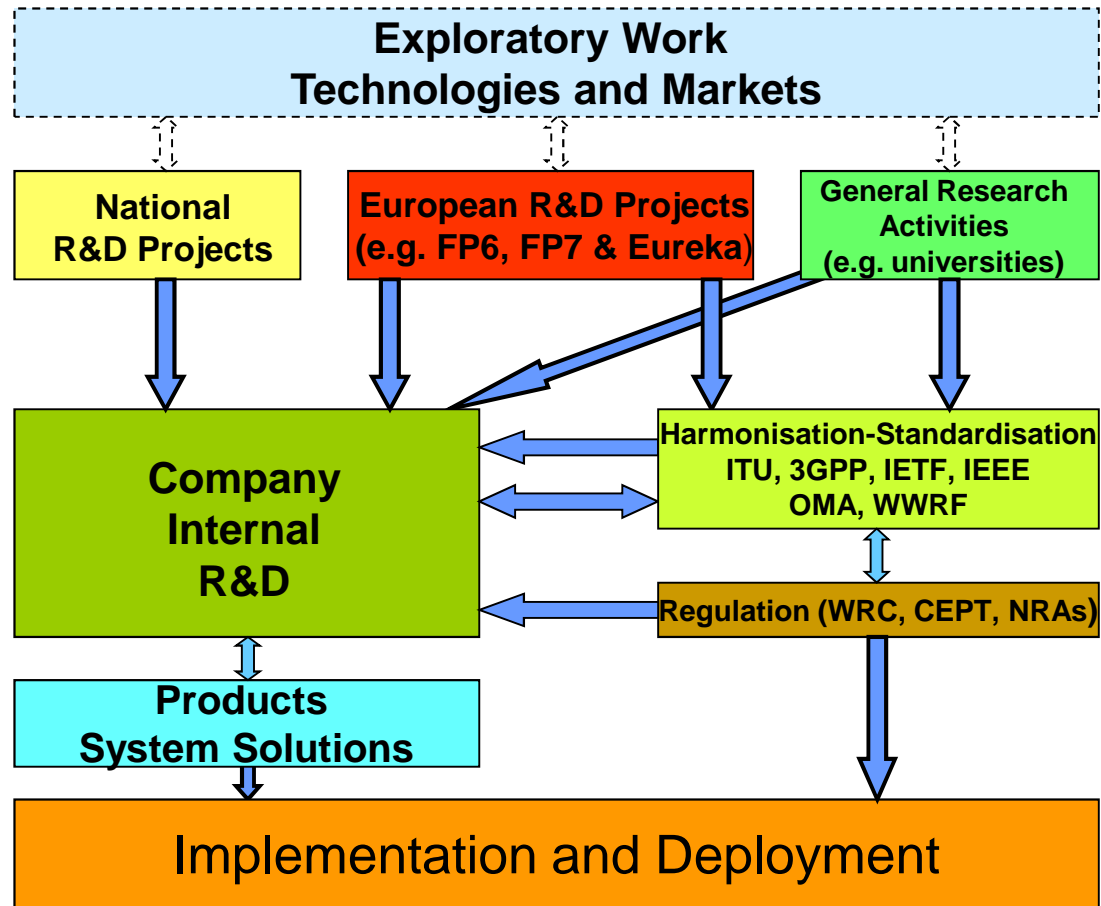 Exploratory Work
Technologies and Markets
National
R&D Projects
European R&D Projects
(e.g. FP6, FP7 & Eureka)
General Research
Activities
(e.g. universities)
Company
Internal
R&D
Harmonisation-Standardisation
ITU, 3GPP, IETF, IEEE
OMA, WWRF
Regulation (WRC, CEPT, NRAs)
Products
System Solutions
Implementation and Deployment